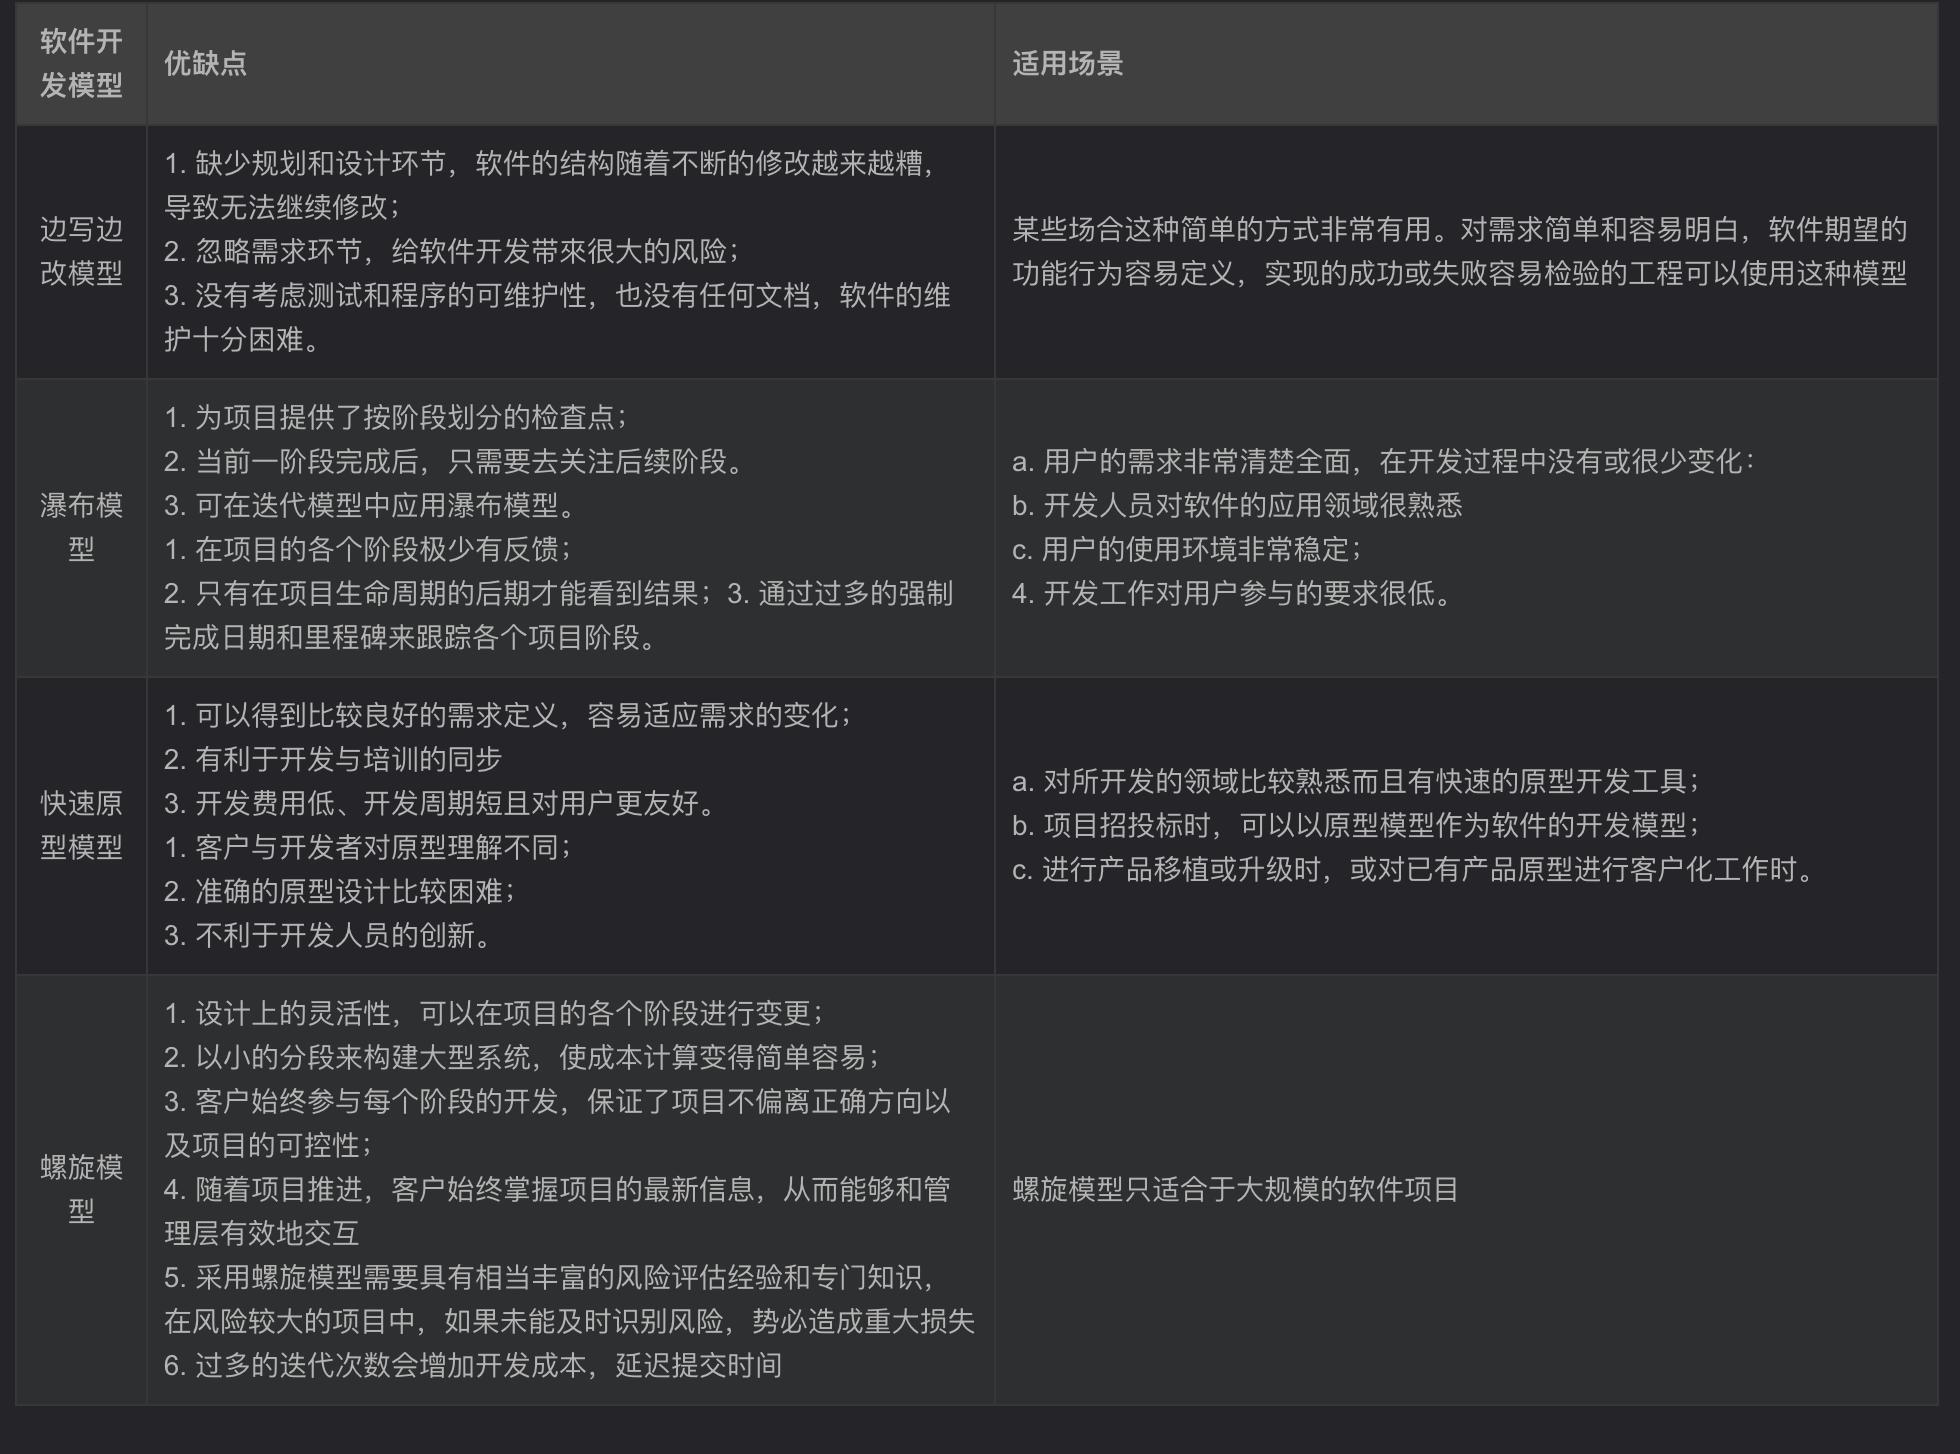 软件开
发模型
优缺点
适用场景
边写边
改模型
1. 缺少规划和设计环节，软件的结构随着不断的修改越来越糟，
导致无法继续修改；
2. 忽略需求环节，给软件开发带來很大的风险；
3. 没有考虑测试和程序的可维护性，也没有任何文档，软件的维
护十分困难。
某些场合这种简单的方式非常有用。对需求简单和容易明白，软件期望的
功能行为容易定义，实现的成功或失败容易检验的工程可以使用这种模型
瀑布模
型
1. 为项目提供了按阶段划分的检查点；
2. 当前一阶段完成后，只需要去关注后续阶段。
3. 可在迭代模型中应用瀑布模型。
1. 在项目的各个阶段极少有反馈；
2. 只有在项目生命周期的后期才能看到结果；3. 通过过多的强制
完成日期和里程碑来跟踪各个项目阶段。
a. 用户的需求非常清楚全面，在开发过程中没有或很少变化：
b. 开发人员对软件的应用领域很熟悉
c. 用户的使用环境非常稳定；
4. 开发工作对用户参与的要求很低。
快速原
型模型
1. 可以得到比较良好的需求定义，容易适应需求的变化；
2. 有利于开发与培训的同步
3. 开发费用低、开发周期短且对用户更友好。
1. 客户与开发者对原型理解不同；
2. 准确的原型设计比较困难；
3. 不利于开发人员的创新。
a. 对所开发的领域比较熟悉而且有快速的原型开发工具；
b. 项目招投标时，可以以原型模型作为软件的开发模型；
c. 进行产品移植或升级时，或对已有产品原型进行客户化工作时。
螺旋模
型
1. 设计上的灵活性，可以在项目的各个阶段进行变更；
2. 以小的分段来构建大型系统，使成本计算变得简单容易；
3. 客户始终参与每个阶段的开发，保证了项目不偏离正确方向以
及项目的可控性；
4. 随着项目推进，客户始终掌握项目的最新信息，从而能够和管
理层有效地交互
5. 采用螺旋模型需要具有相当丰富的风险评估经验和专门知识，
在风险较大的项目中，如果未能及时识别风险，势必造成重大损失
6. 过多的迭代次数会增加开发成本，延迟提交时间
螺旋模型只适合于大规模的软件项目